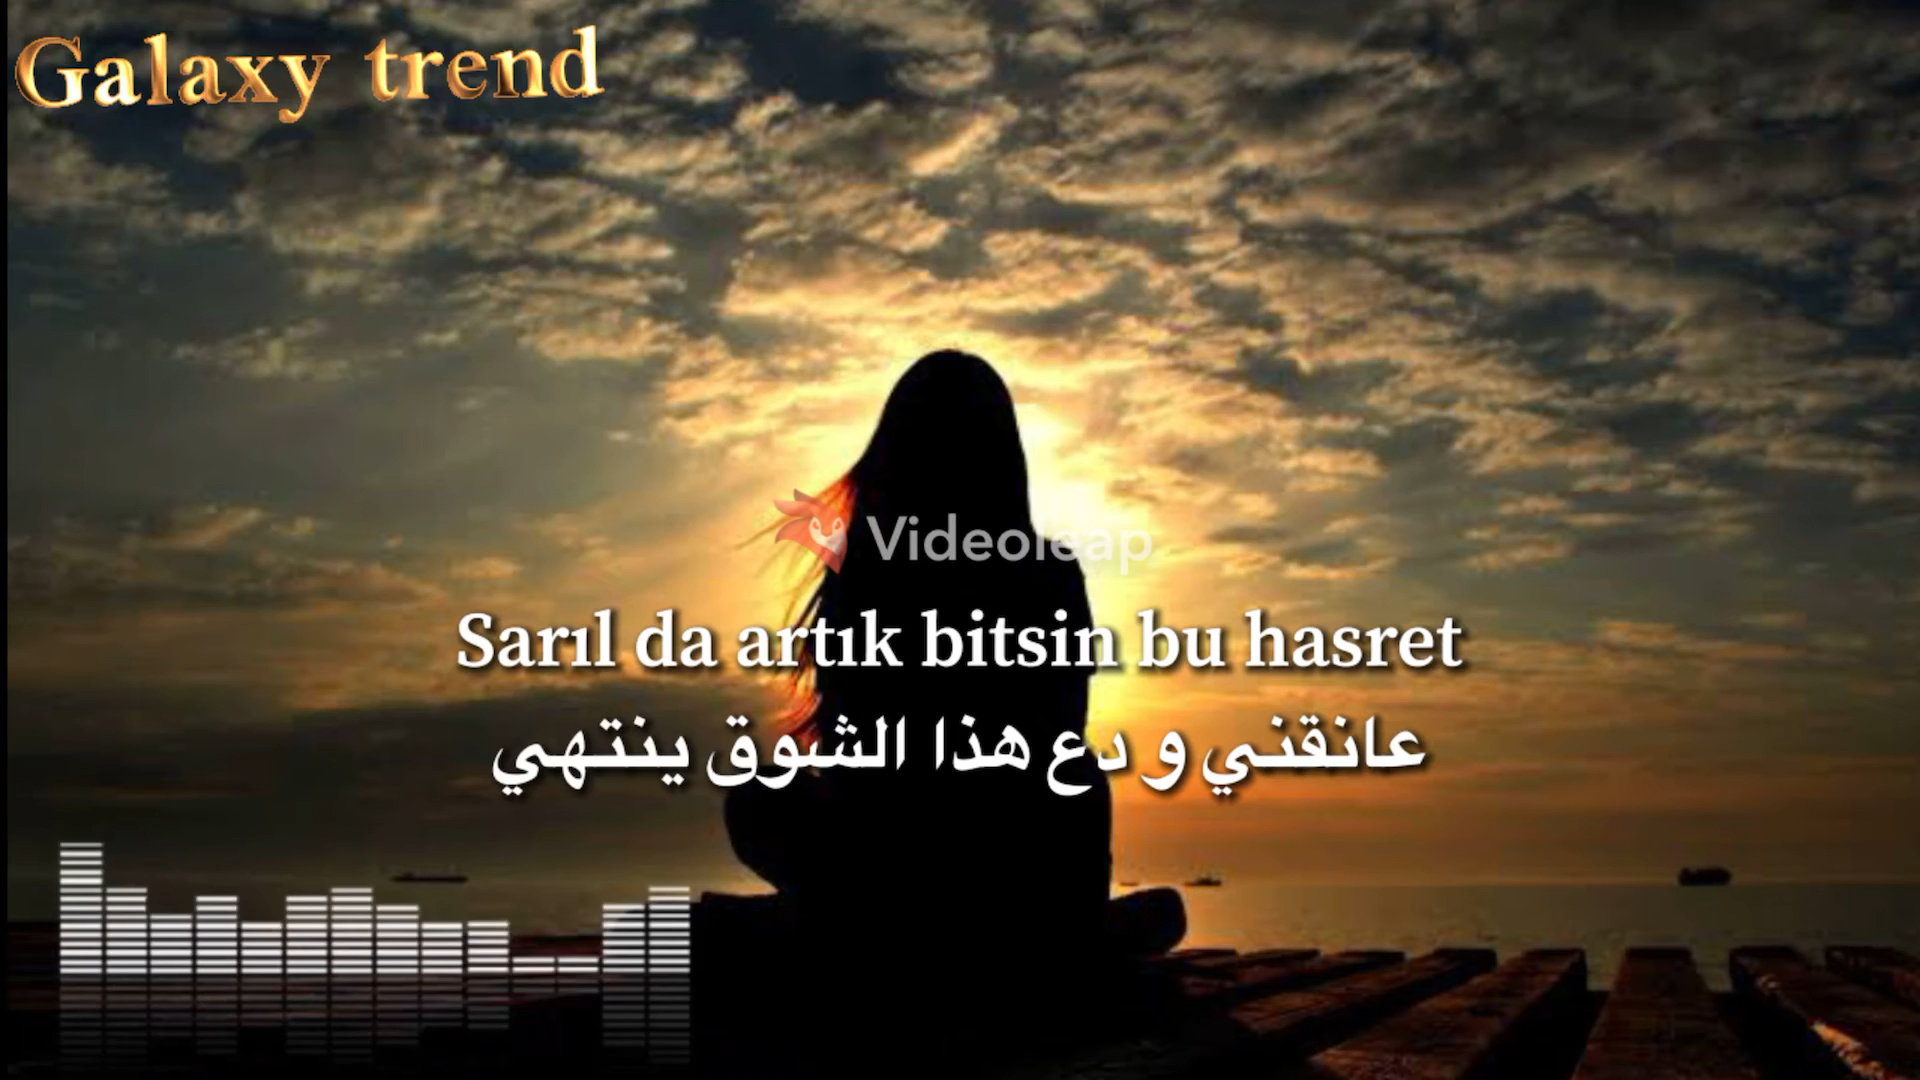 Galaxy trend
Videoleap
Sarıl da artık bitsin bu hasret
عانقني و دع هذا الشوق ينتهي